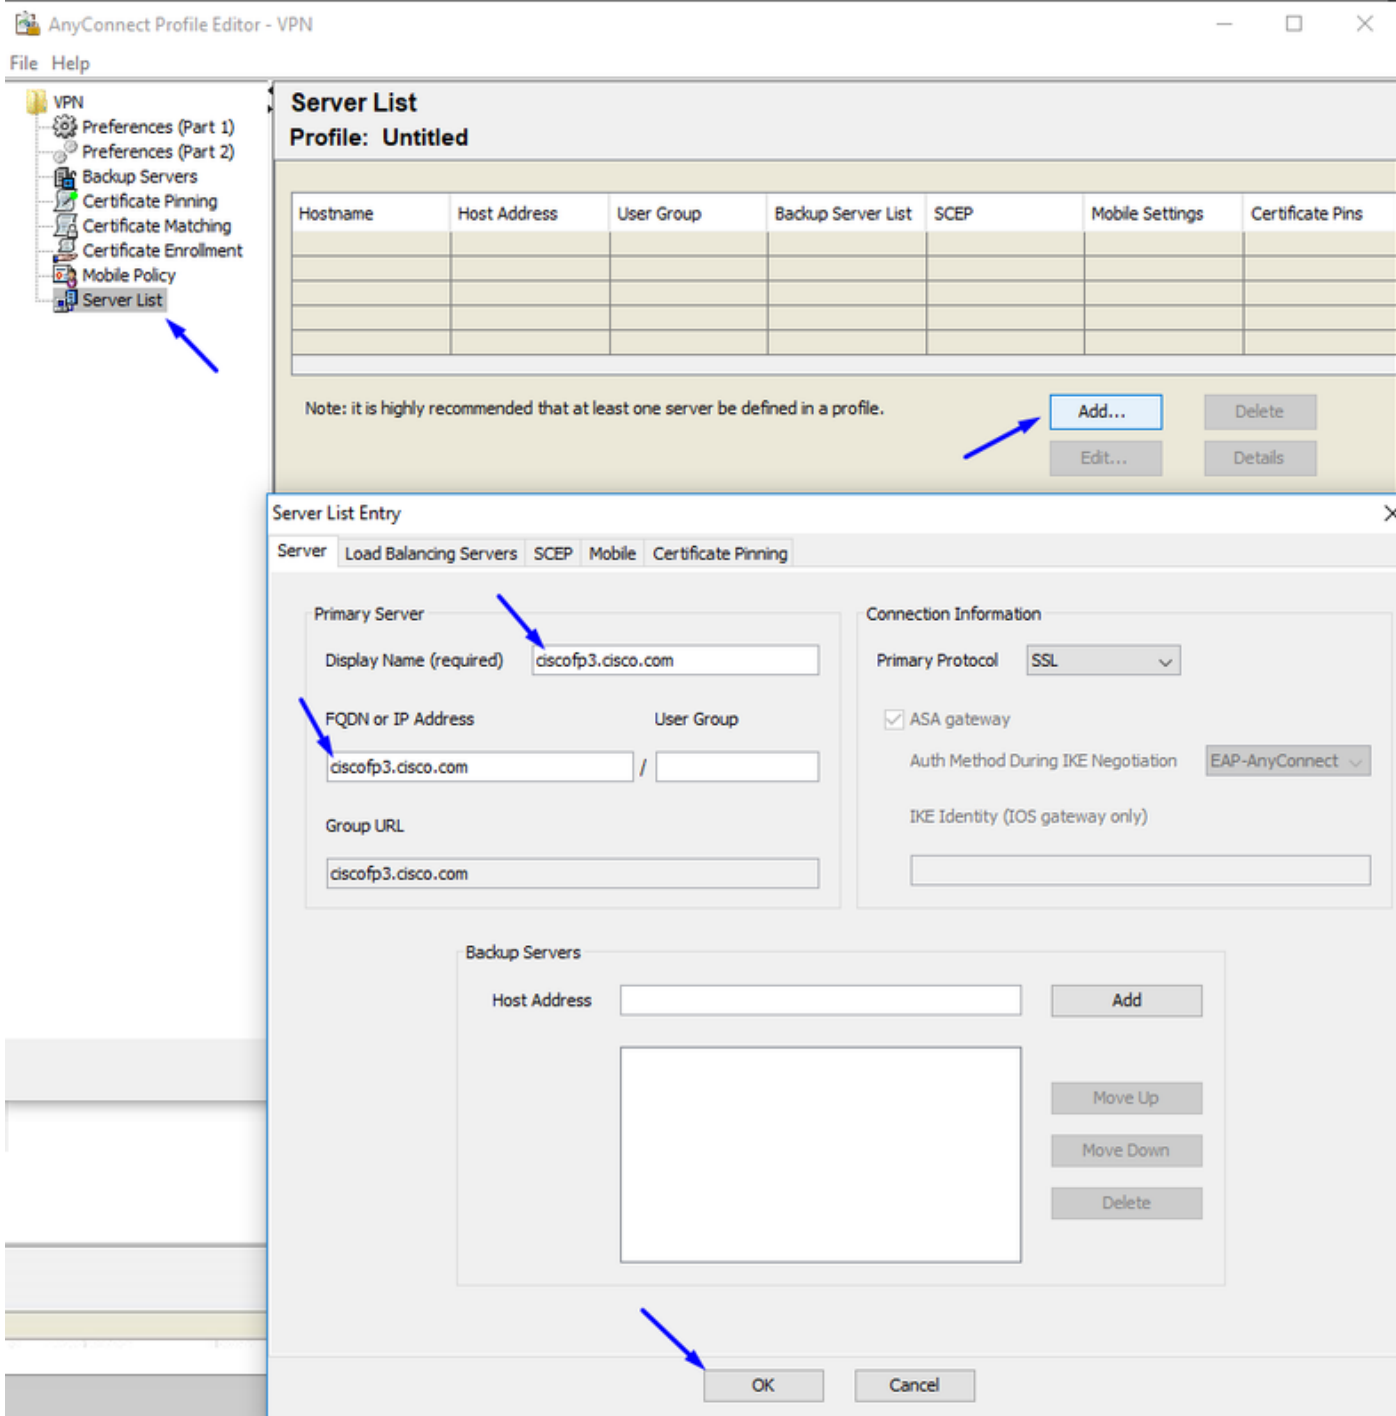 AnyConnect Profile Editor - VPN
File Help
VPN
Preferences (Part 1)
Preferences (Part 2)
Backup Servers
Certificate Pinning
Certificate Matching
Certificate Enrollment
Mobile Policy
Server List
Server List
Profile: Untitled
Hostname Host Address User Group Backup Server List SCEP Mobile Settings Certificate Pins
Note: it is highly recommended that at least one server be defined in a profile.
Add... Delete
Edit... Details
Server List Entry
Server Load Balancing Servers SCEP Mobile Certificate Pinning
Primary Server
Display Name (required) ciscofp3.cisco.com
FQDN or IP Address User Group
ciscofp3.cisco.com /
Group URL
ciscofp3.cisco.com
Connection Information
Primary Protocol SSL
ASA gateway
Auth Method During IKE Negotiation EAP-AnyConnect
IKE Identity (IOS gateway only)
Backup Servers
Host Address Add
Move Up
Move Down
Delete
OK Cancel